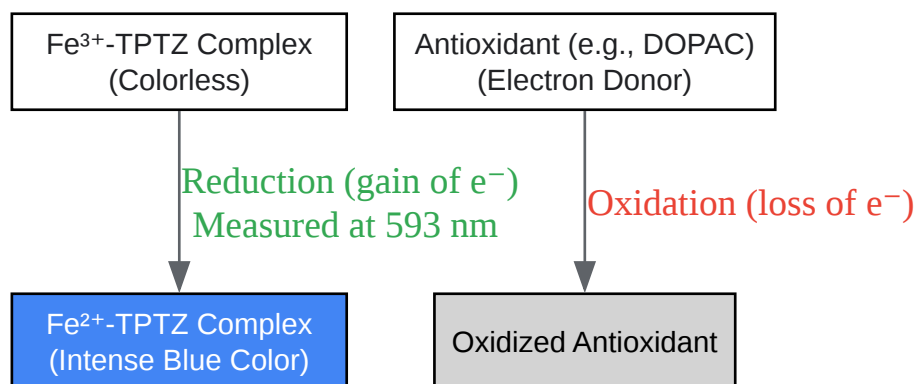 Fe³⁺-TPTZ Complex
(Colorless)
Antioxidant (e.g., DOPAC)
(Electron Donor)
Reduction (gain of e⁻)
Measured at 593 nm
Oxidation (loss of e⁻)
Fe²⁺-TPTZ Complex
(Intense Blue Color)
Oxidized Antioxidant